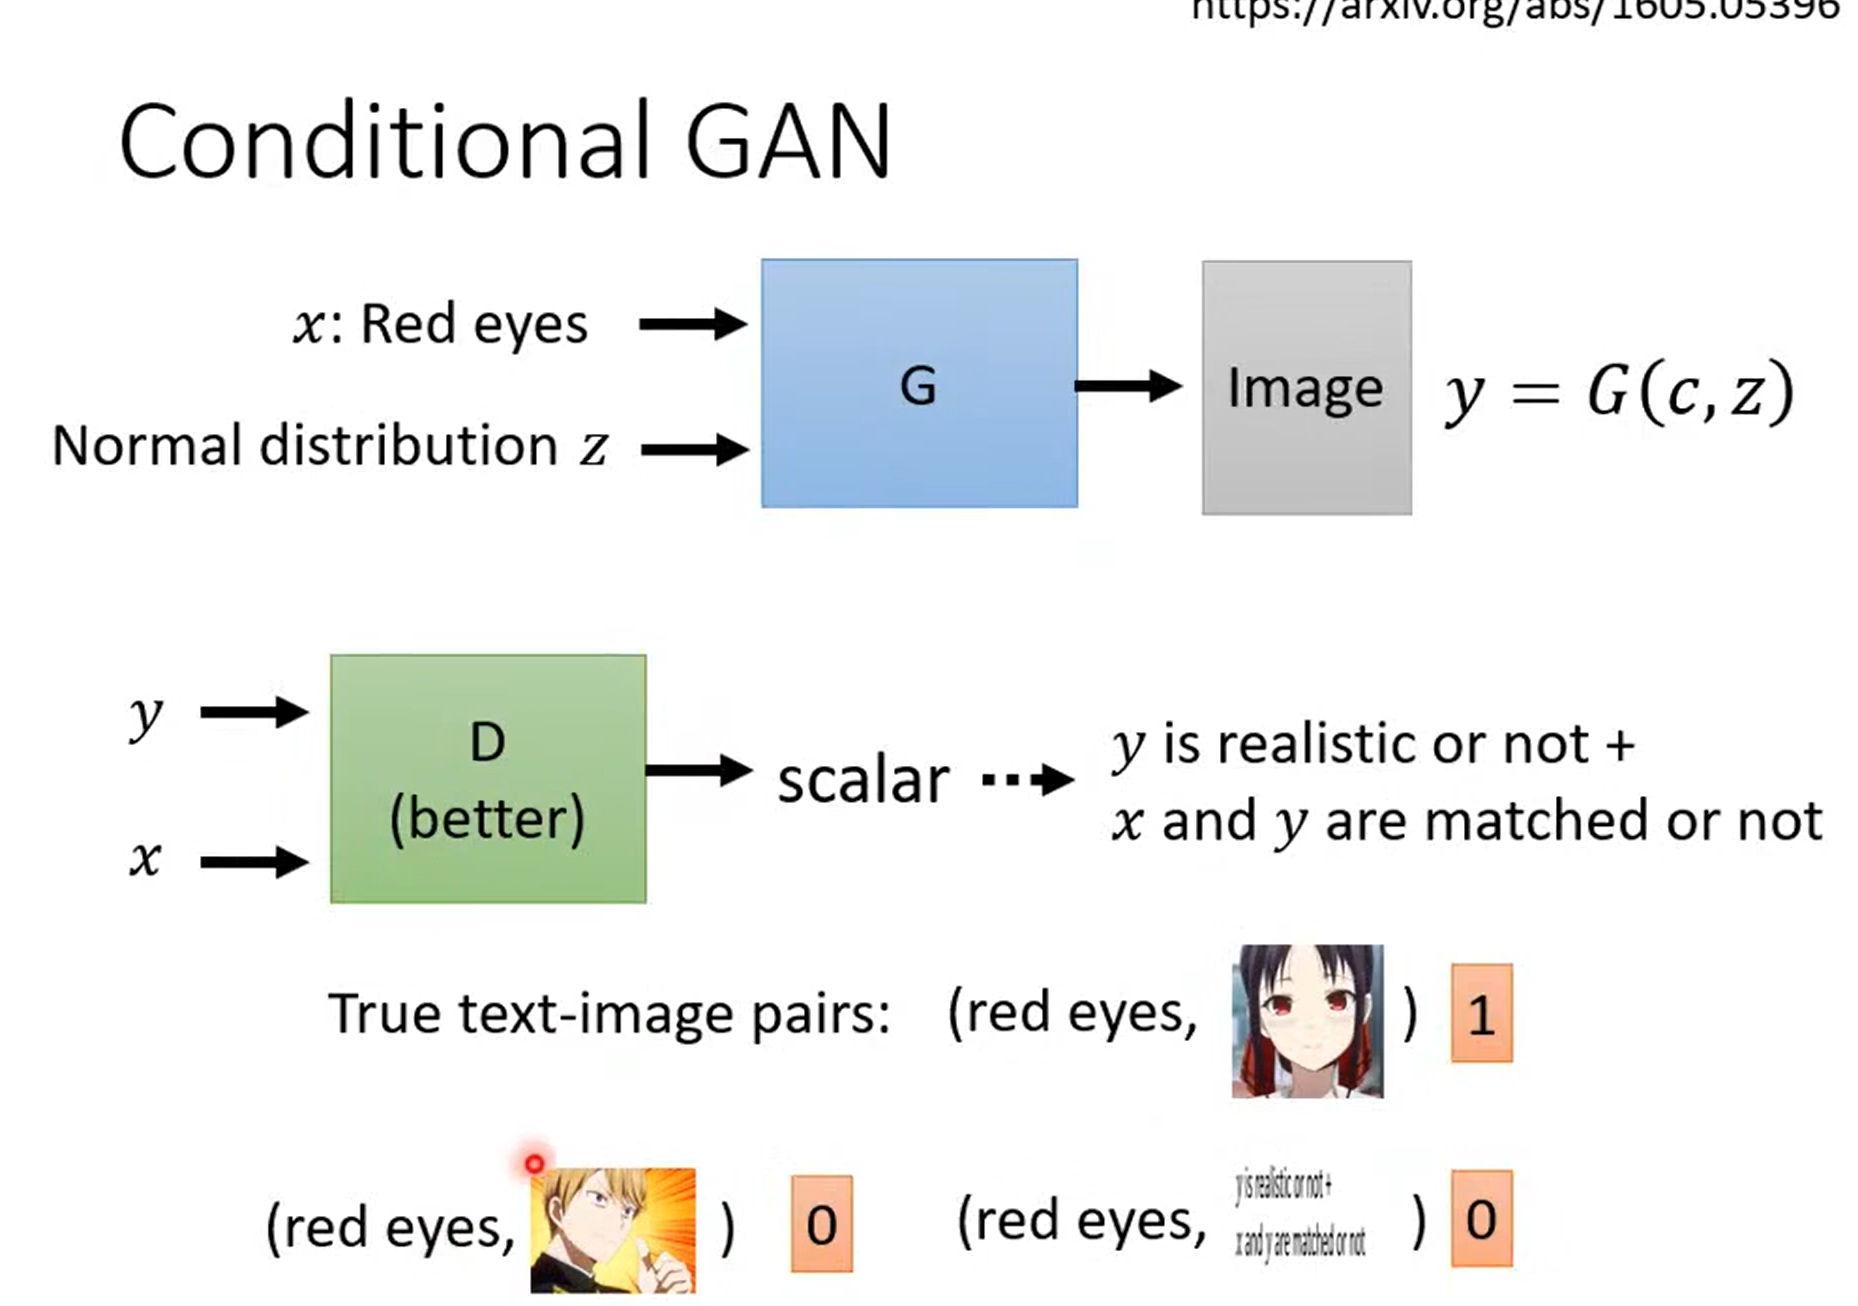 https://arxiv.org/abs/1605.05396
Conditional GAN
x: Red eyes
Normal distribution z
G
Image
y = G(c, z)
y
x
D
(better)
scalar
y is realistic or not +
x and y are matched or not
True text-image pairs: (red eyes, ) 1
(red eyes, ) 0
(red eyes, y is realistic or not +
x and y are matched or not ) 0